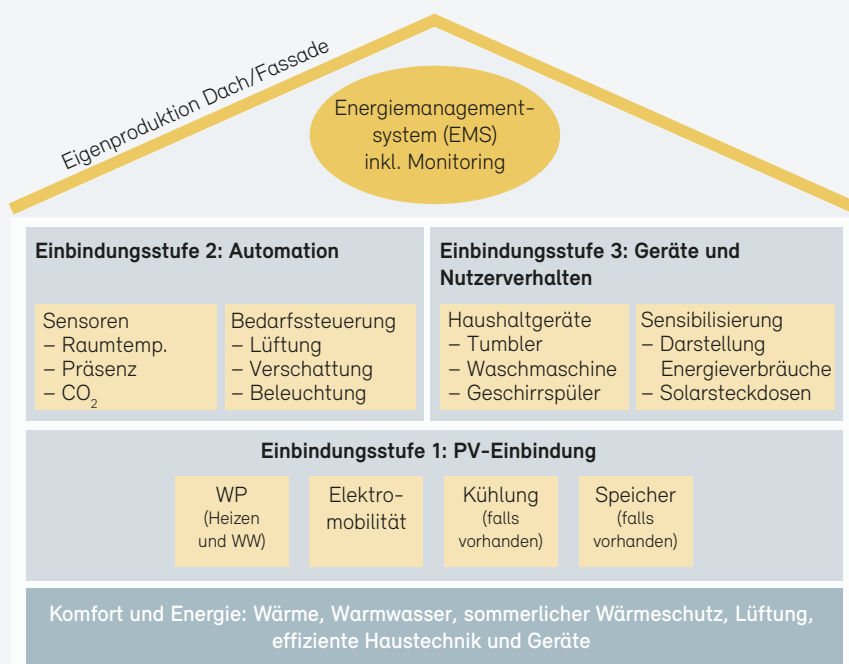 Eigenproduktion Dach/Fassade
Energiemanagement-
system (EMS)
inkl. Monitoring
Einbindungsstufe 2: Automation
Sensoren
– Raumtemp.
– Präsenz
– CO₂
Bedarfssteuerung
– Lüftung
– Verschattung
– Beleuchtung
Einbindungsstufe 3: Geräte und
Nutzerverhalten
Haushaltgeräte
– Tumbler
– Waschmaschine
– Geschirrspüler
Sensibilisierung
– Darstellung
Energieverbräuche
– Solarsteckdosen
Einbindungsstufe 1: PV-Einbindung
WP
(Heizen
und WW)
Elektro-
mobilität
Kühlung
(falls
vorhanden)
Speicher
(falls
vorhanden)
Komfort und Energie: Wärme, Warmwasser, sommerlicher Wärmeschutz, Lüftung,
effiziente Haustechnik und Geräte